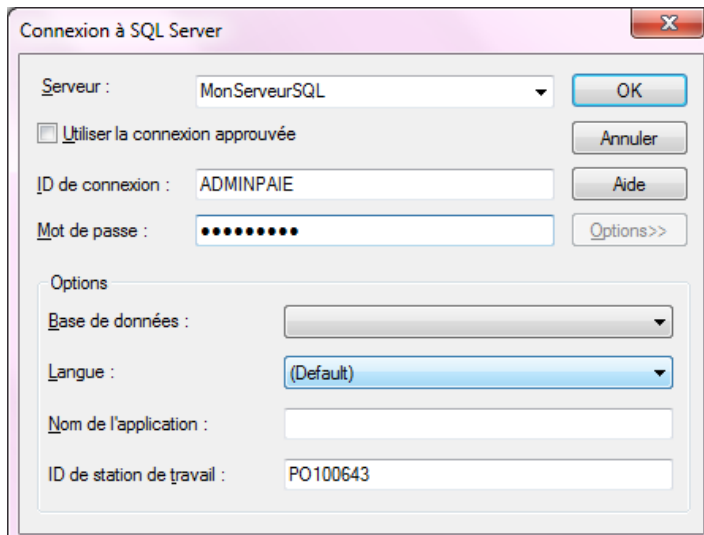 Connexion à SQL Server
Serveur : MonServeurSQL OK
Utiliser la connexion approuvée Annuler
ID de connexion : ADMINPAIE Aide
Mot de passe : ••••••••• Options>>
Options
Base de données :
Langue : (Default)
Nom de l'application :
ID de station de travail : PO100643